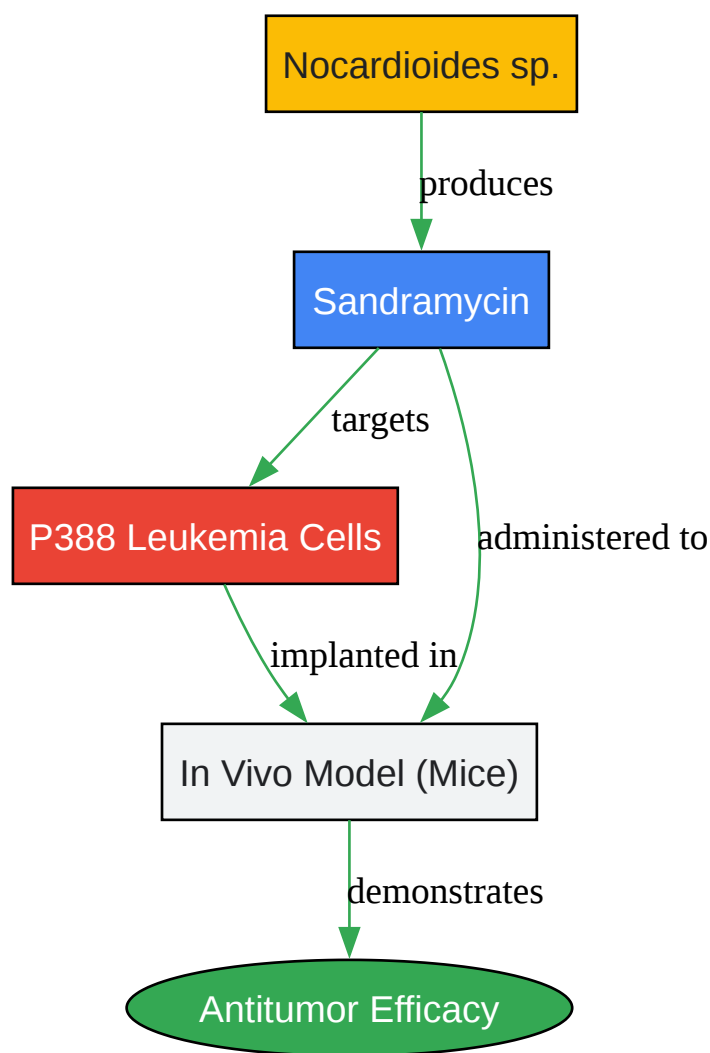 Nocardioides sp.
produces
Sandramycin
targets
P388 Leukemia Cells
administered to
implanted in
In Vivo Model (Mice)
demonstrates
Antitumor Efficacy